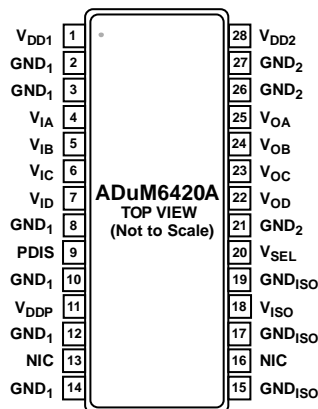 VDD1 1 28 VDD2
GND1 2 27 GND2
GND1 3 26 GND2
VIA 4 25 VOA
VIB 5 24 VOB
VIC 6 23 VOC
VID 7 22 VOD
ADuM6420A
TOP VIEW
(Not to Scale)
GND1 8 21 GND2
PDIS 9 20 VSEL
GND1 10 19 GNDISO
VDDP 11 18 VISO
GND1 12 17 GNDISO
NIC 13 16 NIC
GND1 14 15 GNDISO